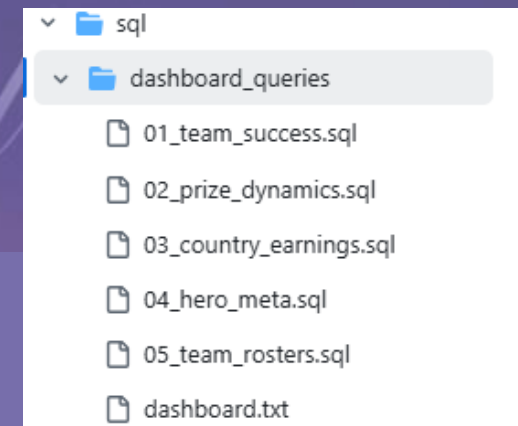 sql
dashboard_queries
01_team_success.sql
02_prize_dynamics.sql
03_country_earnings.sql
04_hero_meta.sql
05_team_rosters.sql
dashboard.txt